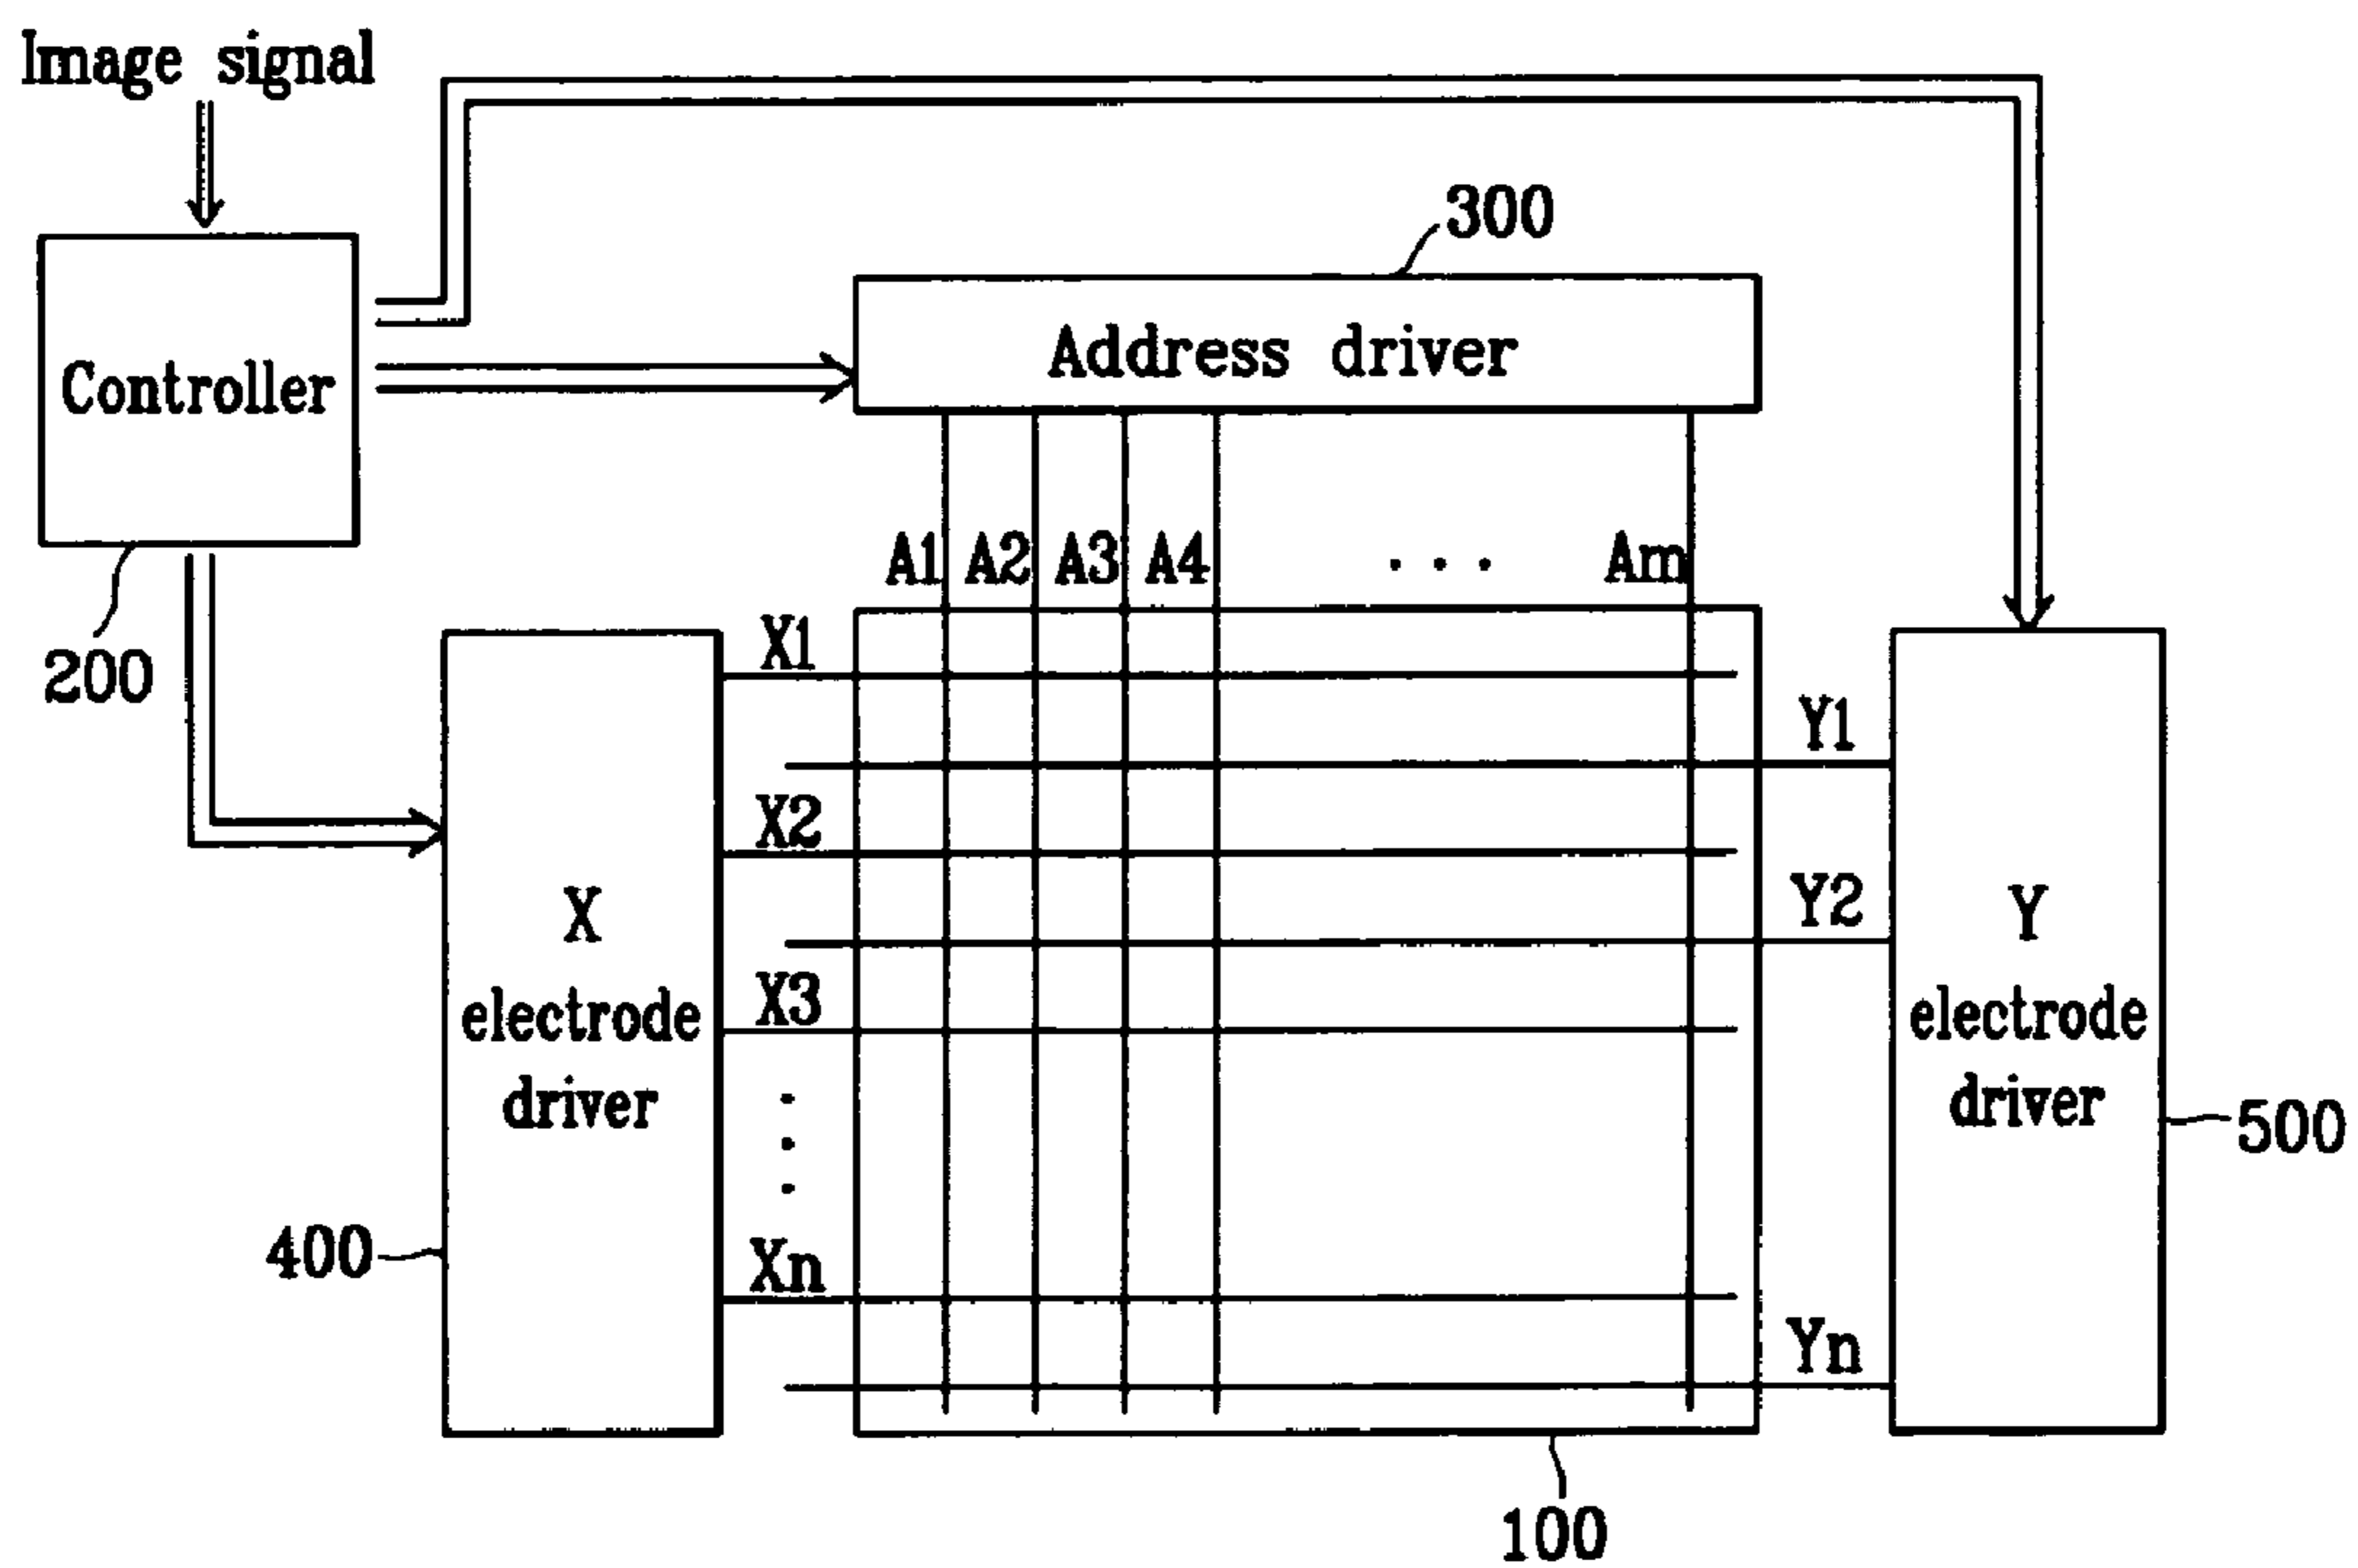 Image signal
300
Address driver
Controller
A1 A2 A3 A4 . . . Am
200
X1
Y1
X2
Y2
X3
X
electrode
driver
Y
electrode
driver
500
400
Xn
Yn
100